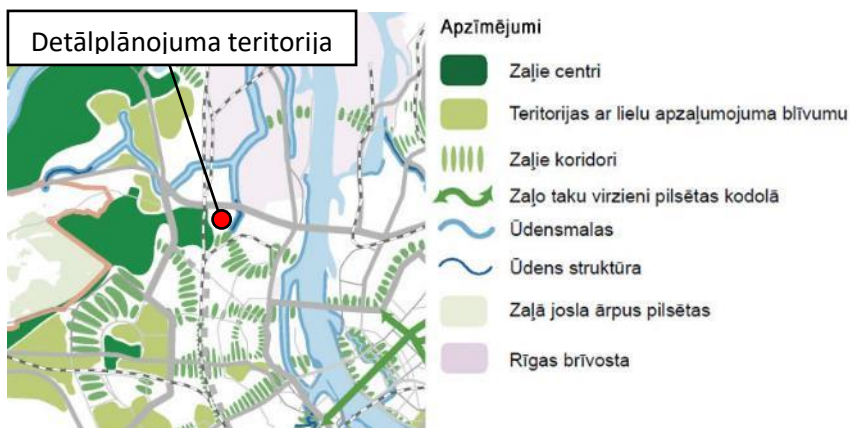 Detālplānojuma teritorija
Apzīmējumi
Zaļie centri
Teritorijas ar lielu apzaļumojuma blīvumu
Zaļie koridori
Zaļo taku virzieni pilsētas kodolā
Ūdensmalas
Ūdens struktūra
Zaļā josla ārpus pilsētas
Rīgas brīvosta